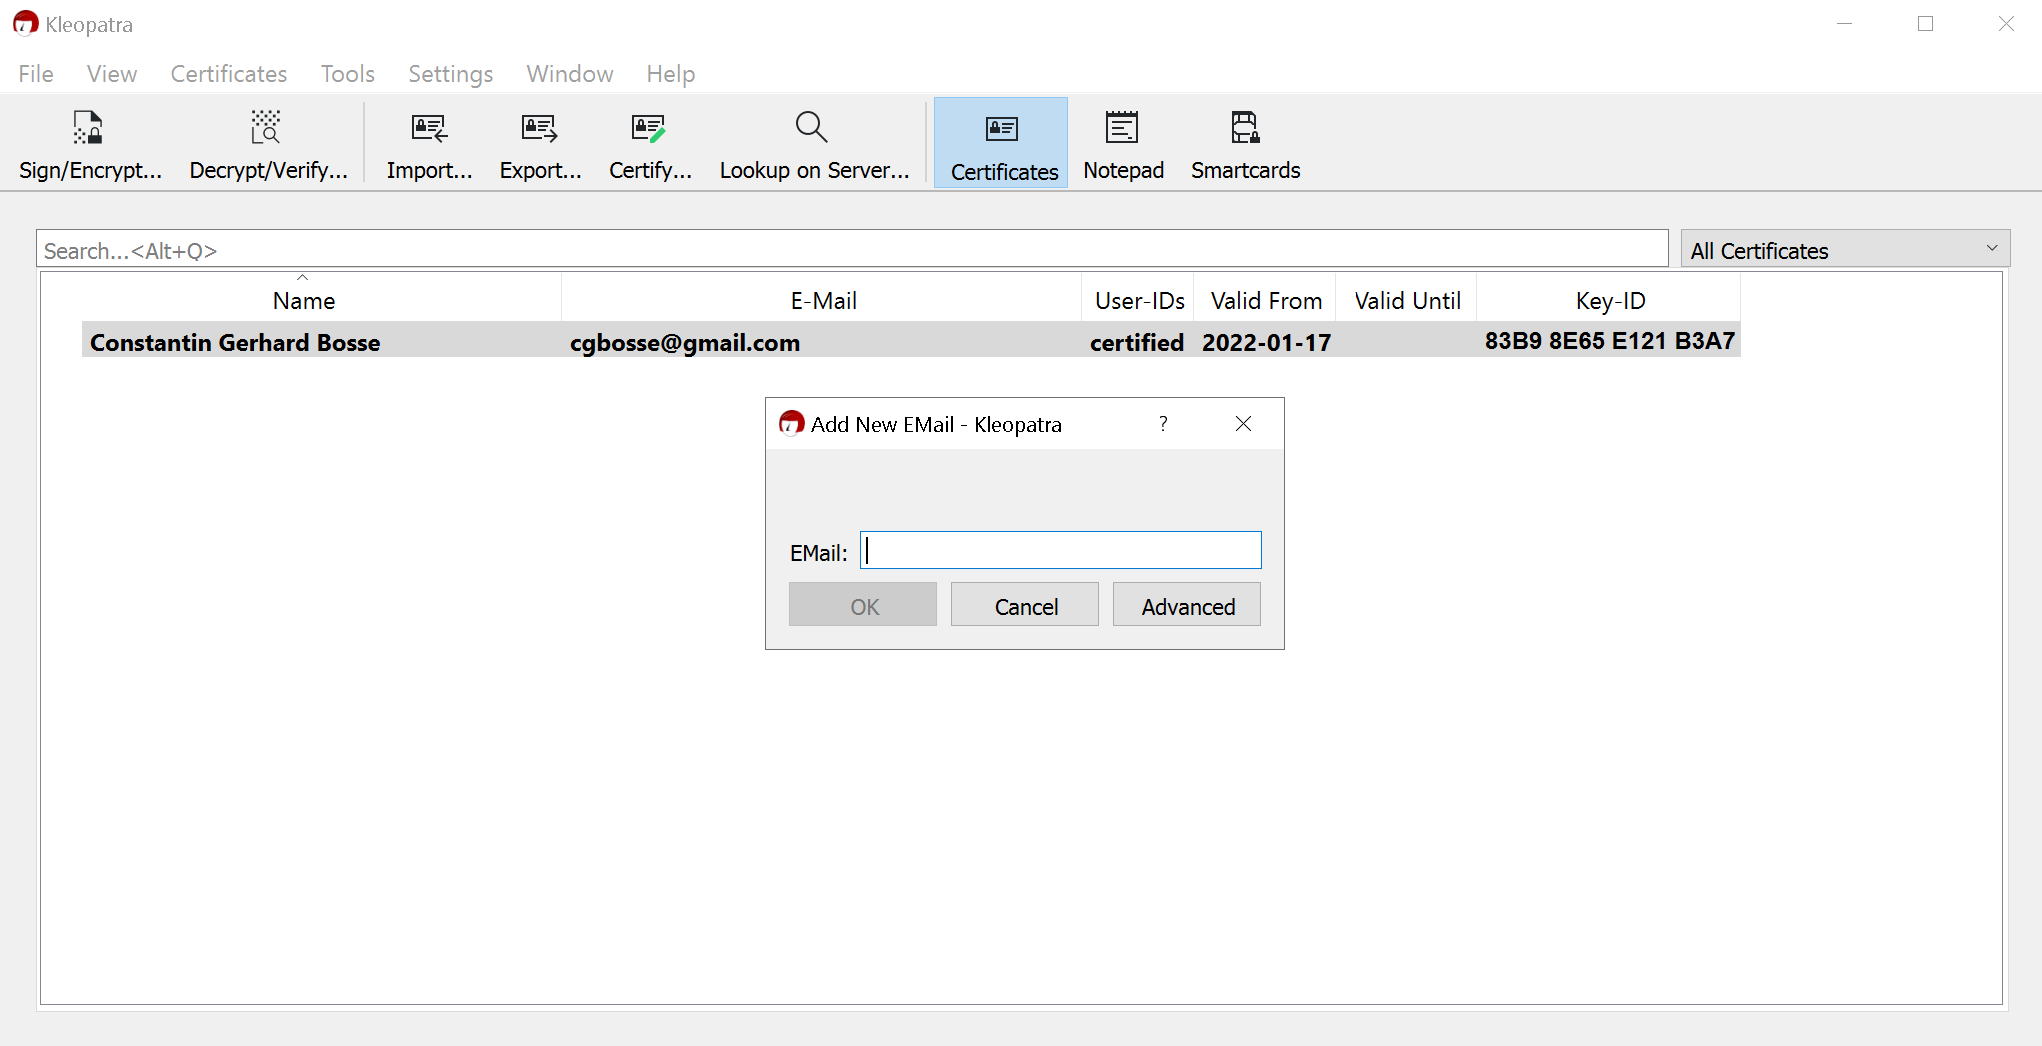 Kleopatra
File View Certificates Tools Settings Window Help
Sign/Encrypt... Decrypt/Verify... Import... Export... Certify... Lookup on Server... Certificates Notepad Smartcards
Search...<Alt+Q> All Certificates
Name E-Mail User-IDs Valid From Valid Until Key-ID
Constantin Gerhard Bosse cgbosse@gmail.com certified 2022-01-17 83B9 8E65 E121 B3A7
Add New EMail - Kleopatra ?
EMail:
OK Cancel Advanced